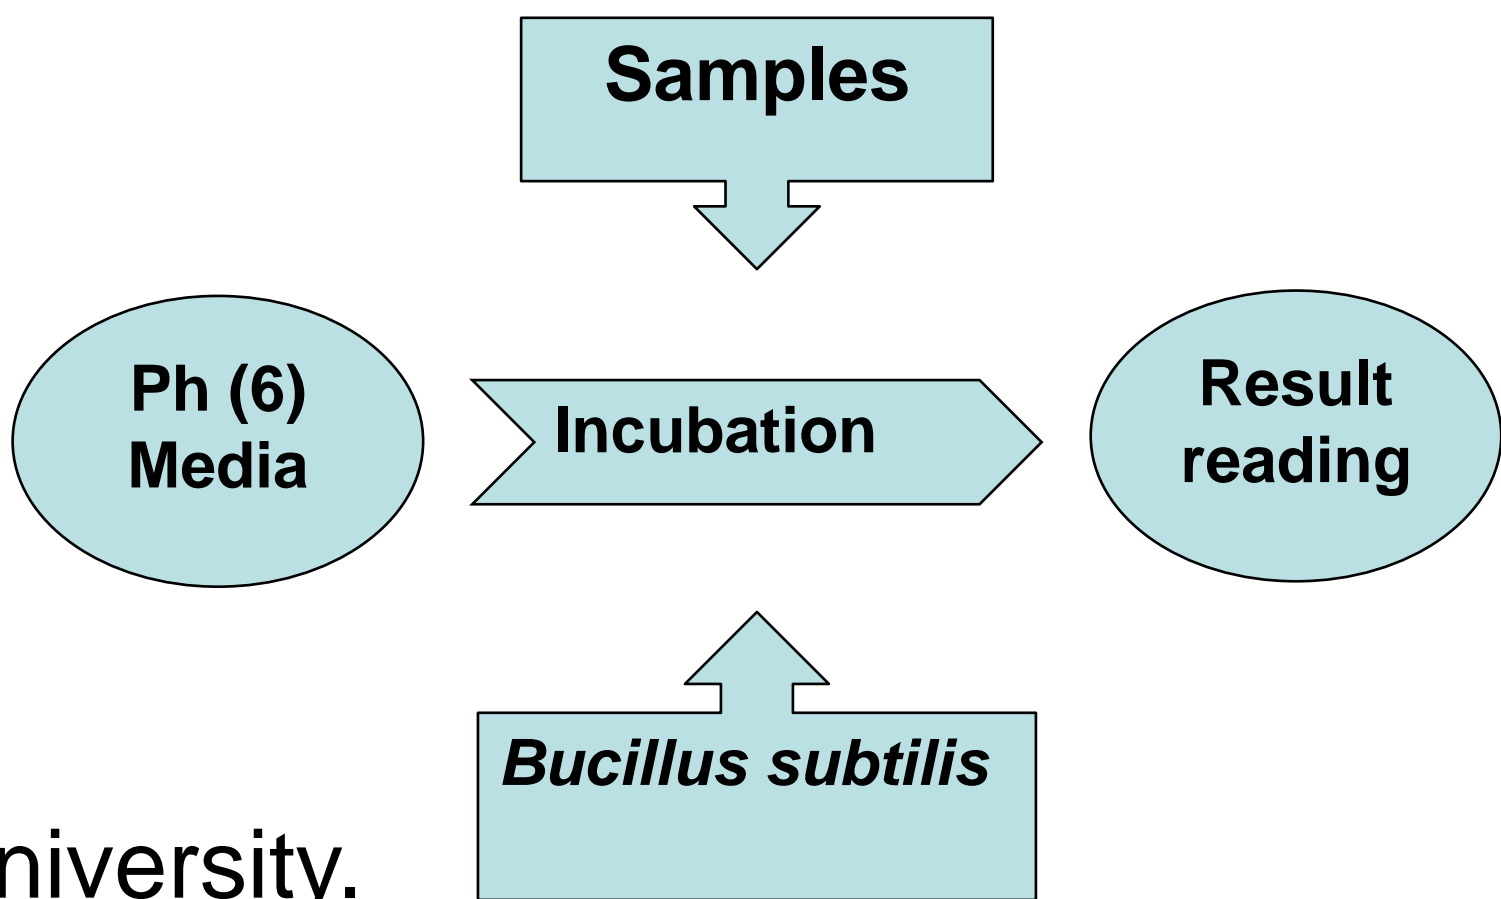 Samples
Ph (6)
Media
Incubation
Result
reading
Bucillus subtilis
niversity.